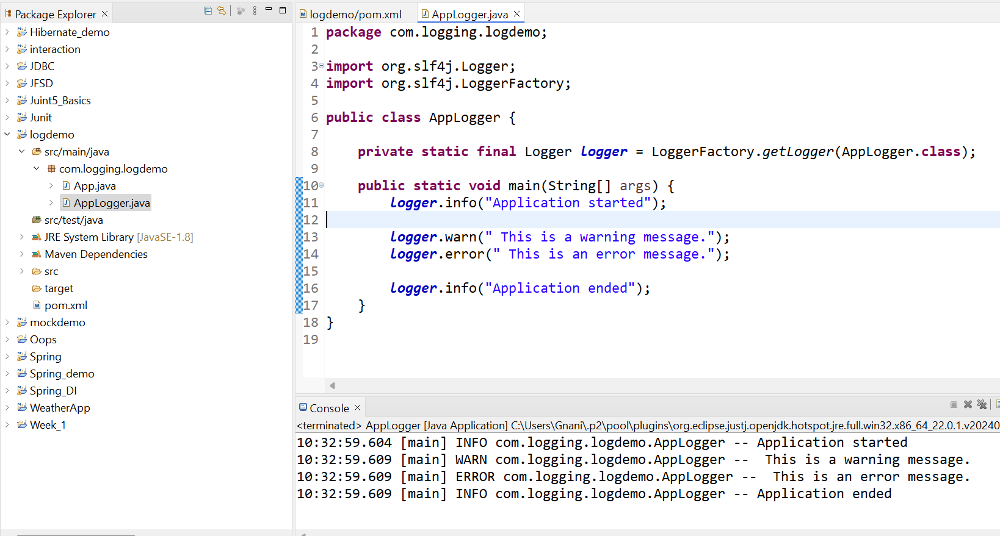 Package Explorer
Hibernate_demo
interaction
JDBC
JFSD
Juint5_Basics
Junit
logdemo
src/main/java
com.logging.logdemo
App.java
AppLogger.java
src/test/java
JRE System Library [JavaSE-1.8]
Maven Dependencies
src
target
pom.xml
mockdemo
Oops
Spring
Spring_demo
Spring_DI
WeatherApp
Week_1
logdemo/pom.xml AppLogger.java
1 package com.logging.logdemo;
2
3 import org.slf4j.Logger;
4 import org.slf4j.LoggerFactory;
5
6 public class AppLogger {
7
8     private static final Logger logger = LoggerFactory.getLogger(AppLogger.class);
9
10     public static void main(String[] args) {
11         logger.info("Application started");
12
13         logger.warn(" This is a warning message.");
14         logger.error(" This is an error message.");
15
16         logger.info("Application ended");
17     }
18 }
19
Console
<terminated> AppLogger [Java Application] C:\Users\Gnani\.p2\pool\plugins\org.eclipse.justj.openjdk.hotspot.jre.full.win32.x86_64_22.0.1.v20240
10:32:59.604 [main] INFO com.logging.logdemo.AppLogger -- Application started
10:32:59.609 [main] WARN com.logging.logdemo.AppLogger --  This is a warning message.
10:32:59.609 [main] ERROR com.logging.logdemo.AppLogger --  This is an error message.
10:32:59.609 [main] INFO com.logging.logdemo.AppLogger -- Application ended